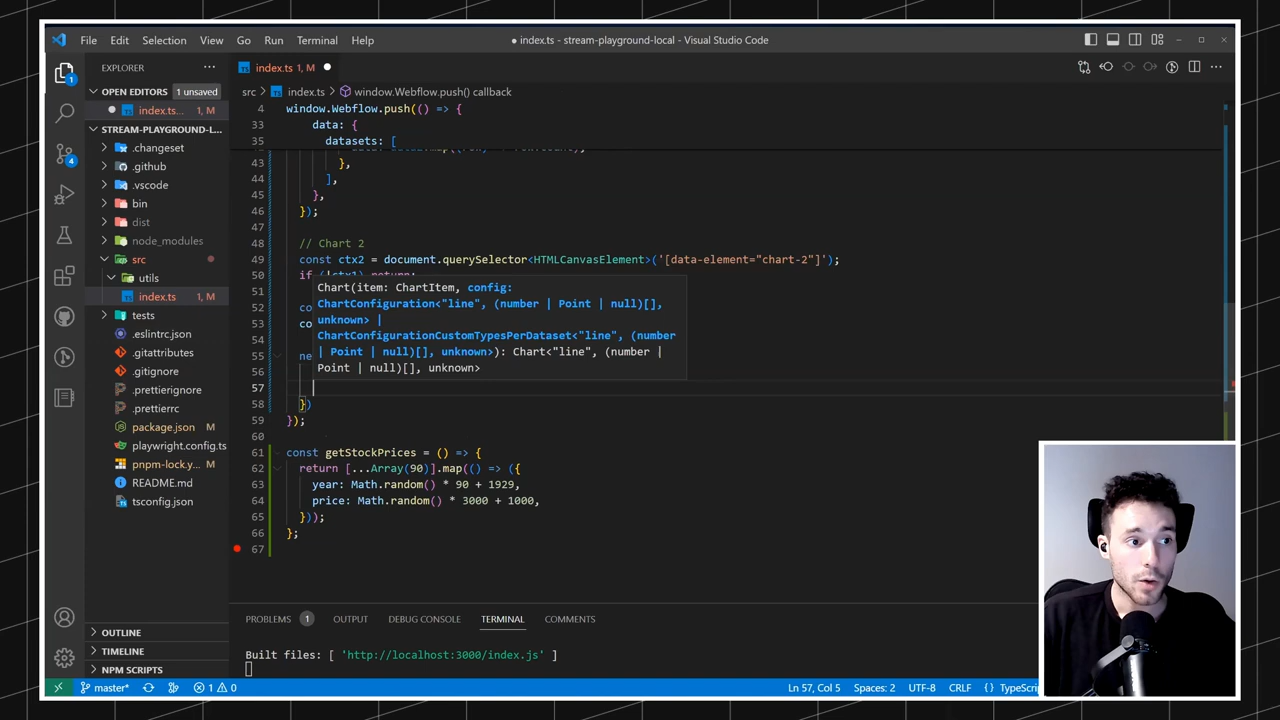 File Edit Selection View Go Run Terminal Help
● index.ts - stream-playground-local - Visual Studio Code
EXPLORER
index.ts 1, M
OPEN EDITORS 1 unsaved
index.ts... 1, M
STREAM-PLAYGROUND-L...
.changeset
.github
.vscode
bin
dist
node_modules
src
utils
index.ts 1, M
tests
.eslintrc.json
.gitattributes
.gitignore
.prettierignore
.prettierrc
package.json M
playwright.config.ts
pnpm-lock.y... M
README.md
tsconfig.json
OUTLINE
TIMELINE
NPM SCRIPTS
src > index.ts > window.Webflow.push() callback
4 window.Webflow.push(() => {
33 data: {
35 datasets: [
43 },
44 ],
45 },
46 });
47
48 // Chart 2
49 const ctx2 = document.querySelector<HTMLCanvasElement>('[data-element="chart-2"]');
50 if (!ctx1) return;
51
52 co
53 co
54
55 ne
56
57
58 })
59 });
60
61 const getStockPrices = () => {
62 return [...Array(90)].map(() => ({
63 year: Math.random() * 90 + 1929,
64 price: Math.random() * 3000 + 1000,
65 }));
66 };
67
Chart(item: ChartItem, config:
ChartConfiguration<"line", (number | Point | null)[],
unknown> |
ChartConfigurationCustomTypesPerDataset<"line", (number
| Point | null)[], unknown>): Chart<"line", (number |
Point | null)[], unknown>
PROBLEMS 1 OUTPUT DEBUG CONSOLE TERMINAL COMMENTS
Built files: [ 'http://localhost:3000/index.js' ]
master* 1 0 Ln 57, Col 5 Spaces: 2 UTF-8 CRLF {} TypeScri
1
4